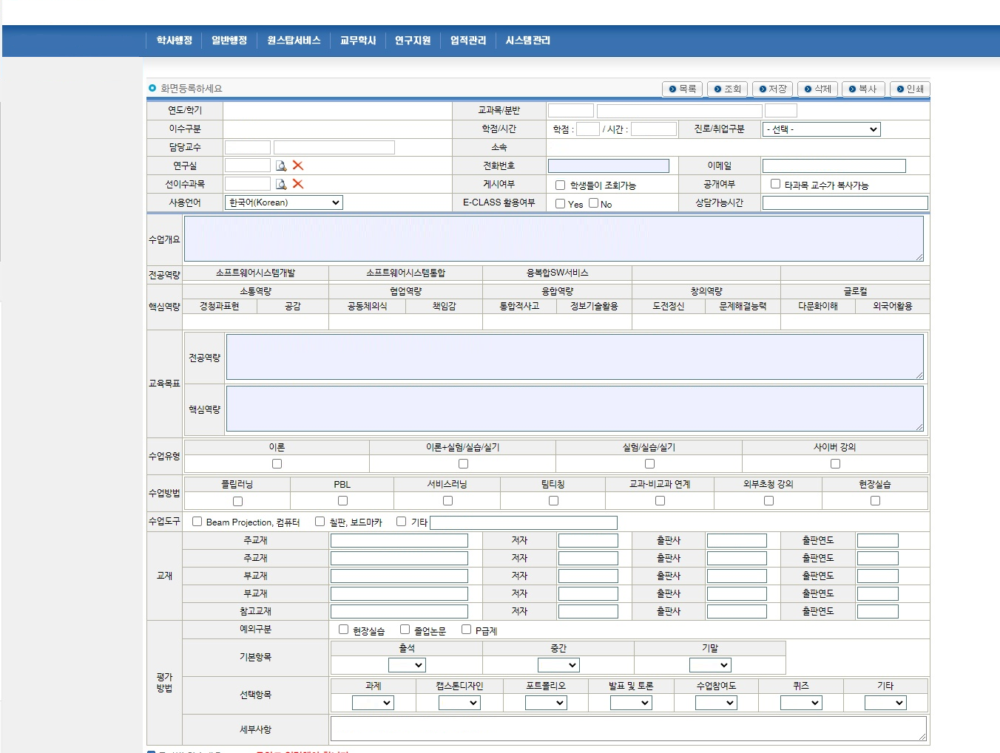 학사행정 일반행정 원스탑서비스 교무학사 연구지원 업적관리 시스템관리
화면등록하세요 목록 조회 저장 삭제 복사 인쇄
연도/학기 교과목/분반
이수구분 학점/시간 학점 : / 시간 : 진로/취업구분 - 선택 -
담당교수 소속
연구실 전화번호 이메일
선이수과목 게시여부 학생들이 조회가능 공개여부 타과목 교수가 복사가능
사용언어 한국어(Korean) E-CLASS 활용여부 Yes No 상담가능시간
수업개요
전공역량 소프트웨어시스템개발 소프트웨어시스템통합 융복합SW서비스
소통역량 협업역량 융합역량 창의역량 글로컬
핵심역량 경청과표현 공감 공동체의식 책임감 통합적사고 정보기술활용 도전정신 문제해결능력 다문화이해 외국어활용
교육목표
전공역량
핵심역량
수업유형 이론 이론+실험/실습/실기 실험/실습/실기 사이버 강의
수업방법 플립러닝 PBL 서비스러닝 팀티칭 교과-비교과 연계 외부초청 강의 현장실습
수업도구 Beam Projection, 컴퓨터 칠판, 보드마카 기타
교재
주교재 저자 출판사 출판연도
주교재 저자 출판사 출판연도
부교재 저자 출판사 출판연도
부교재 저자 출판사 출판연도
참고교재 저자 출판사 출판연도
평가
방법
예외구분 현장실습 졸업논문 P급제
기본항목 출석 중간 기말
선택항목 과제 캡스톤디자인 포트폴리오 발표 및 토론 수업참여도 퀴즈 기타
세부사항